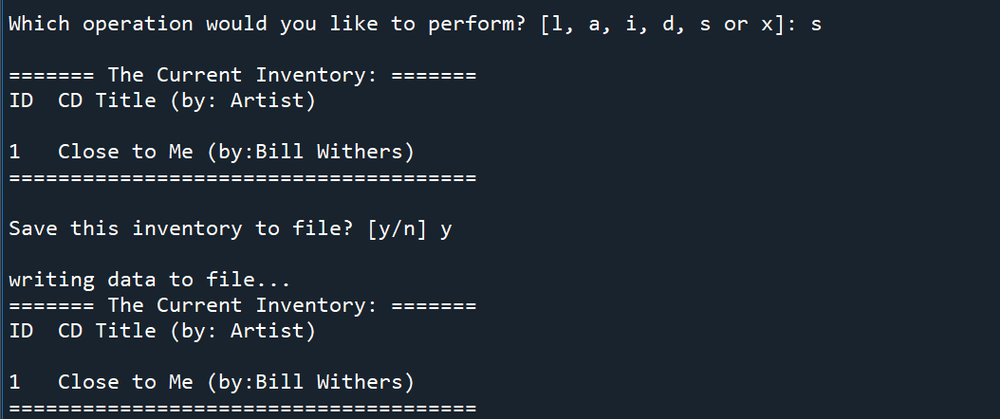 Which operation would you like to perform? [l, a, i, d, s or x]: s
======= The Current Inventory: =======
ID  CD Title (by: Artist)
1   Close to Me (by:Bill Withers)
======================================
Save this inventory to file? [y/n] y
writing data to file...
======= The Current Inventory: =======
ID  CD Title (by: Artist)
1   Close to Me (by:Bill Withers)
======================================